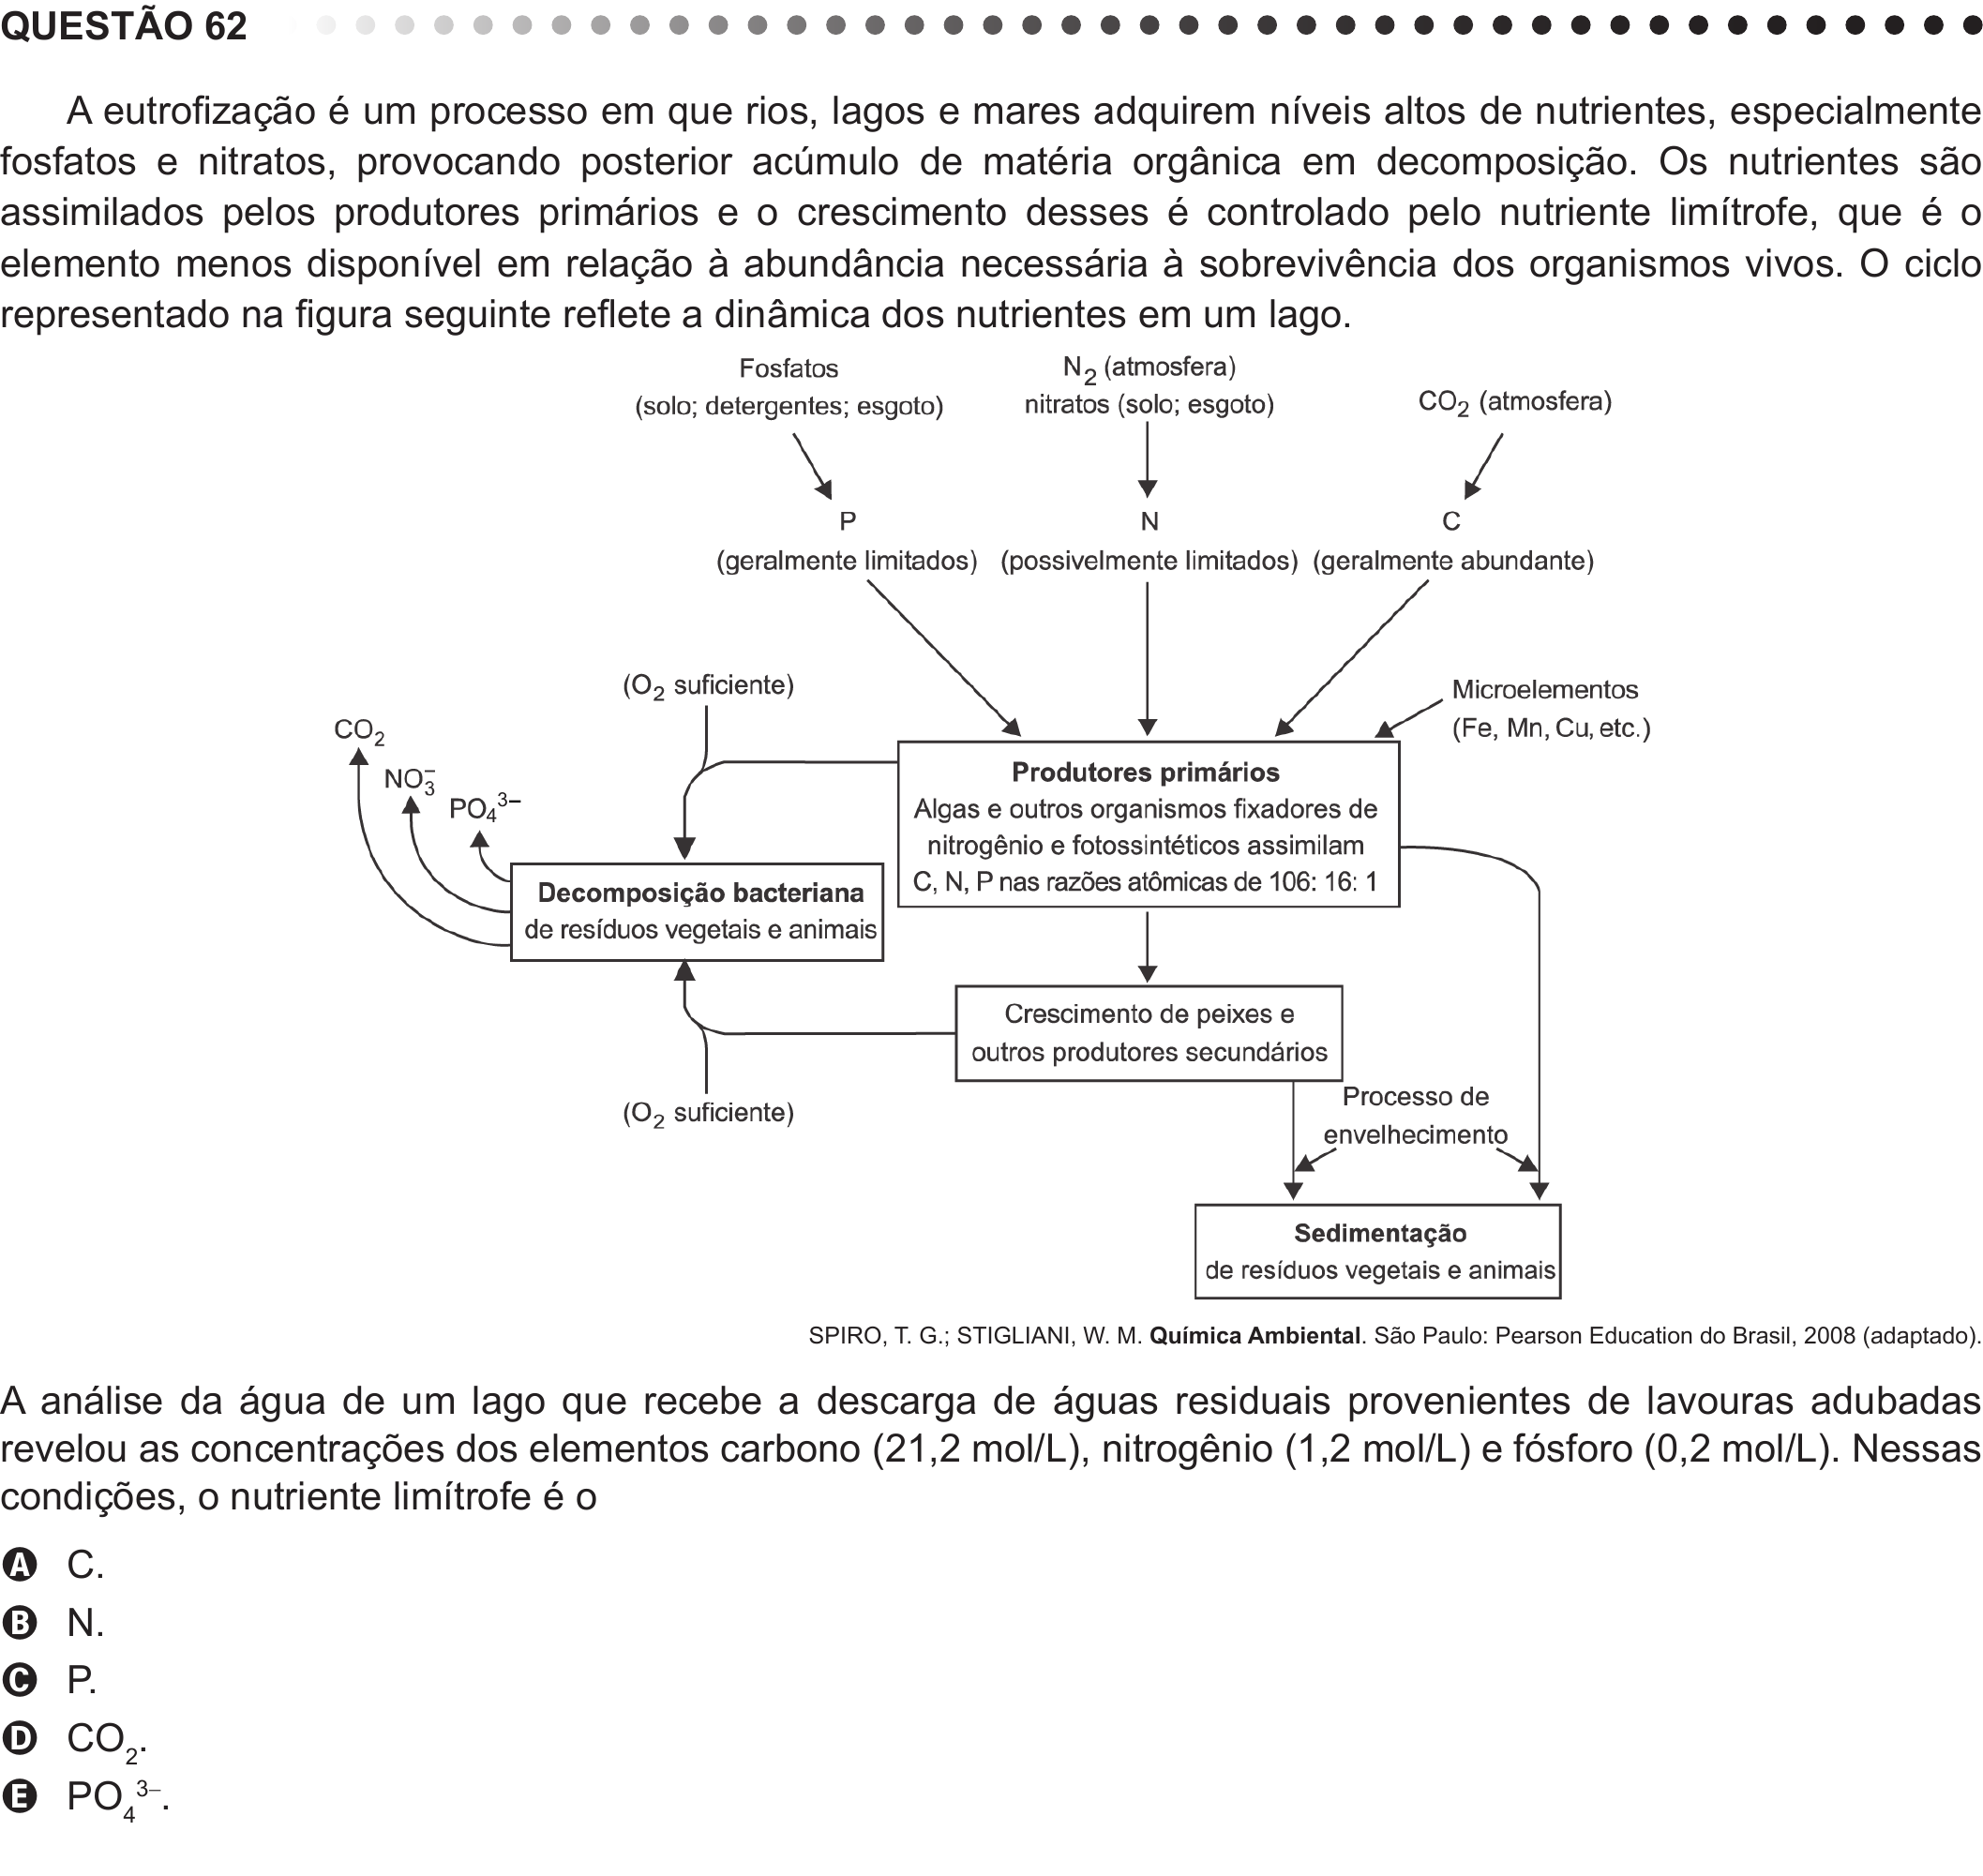 QUESTÃO 62
A eutrofização é um processo em que rios, lagos e mares adquirem níveis altos de nutrientes, especialmente
fosfatos e nitratos, provocando posterior acúmulo de matéria orgânica em decomposição. Os nutrientes são
assimilados pelos produtores primários e o crescimento desses é controlado pelo nutriente limítrofe, que é o
elemento menos disponível em relação à abundância necessária à sobrevivência dos organismos vivos. O ciclo
representado na figura seguinte reflete a dinâmica dos nutrientes em um lago.
Fosfatos
(solo; detergentes; esgoto)
N₂ (atmosfera)
nitratos (solo; esgoto)
CO₂ (atmosfera)
P
(geralmente limitados)
N
(possivelmente limitados)
C
(geralmente abundante)
(O₂ suficiente)
Microelementos
(Fe, Mn, Cu, etc.)
CO₂
NO₃⁻
PO₄³⁻
Produtores primários
Algas e outros organismos fixadores de
nitrogênio e fotossintéticos assimilam
C, N, P nas razões atômicas de 106: 16: 1
Decomposição bacteriana
de resíduos vegetais e animais
Crescimento de peixes e
outros produtores secundários
(O₂ suficiente)
Processo de
envelhecimento
Sedimentação
de resíduos vegetais e animais
SPIRO, T. G.; STIGLIANI, W. M. Química Ambiental. São Paulo: Pearson Education do Brasil, 2008 (adaptado).
A análise da água de um lago que recebe a descarga de águas residuais provenientes de lavouras adubadas
revelou as concentrações dos elementos carbono (21,2 mol/L), nitrogênio (1,2 mol/L) e fósforo (0,2 mol/L). Nessas
condições, o nutriente limítrofe é o
A C.
B N.
C P.
D CO₂.
E PO₄³⁻.